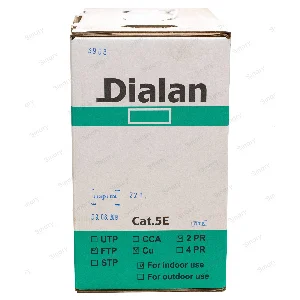 Dialan
Cat.5E
UTP CCA 2 PR
FTP Cu 4 PR
STP For indoor use
For outdoor use